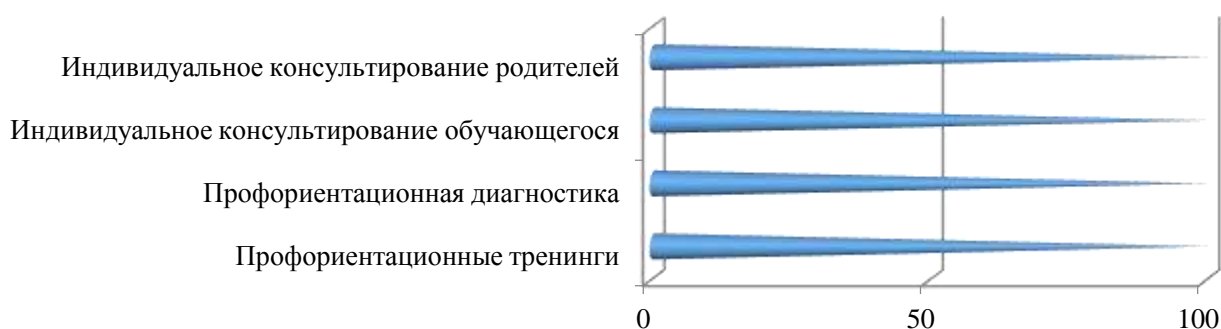 Индивидуальное консультирование родителей
Индивидуальное консультирование обучающегося
Профориентационная диагностика
Профориентационные тренинги
0 50 100